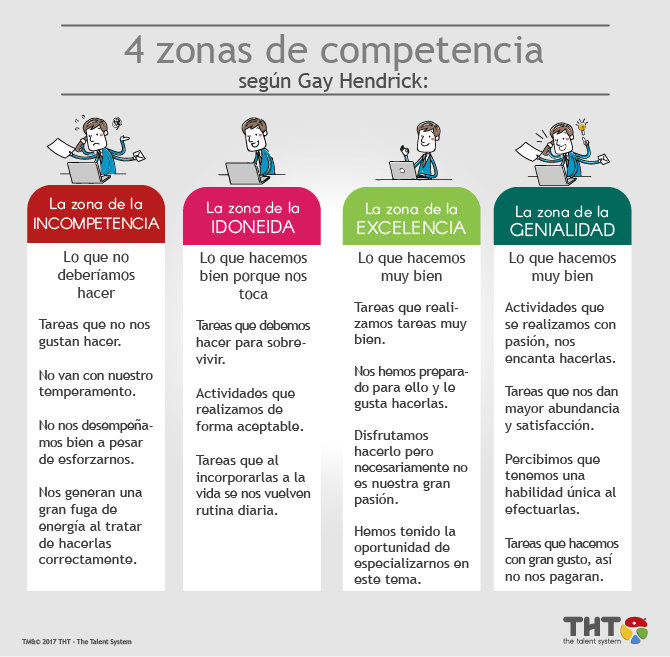 4 zonas de competencia
según Gay Hendrick:
La zona de la
INCOMPETENCIA
Lo que no
deberíamos
hacer
Tareas que no nos
gustan hacer.
No van con nuestro
temperamento.
No nos desempeña-
mos bien a pesar
de esforzarnos.
Nos generan una
gran fuga de
energía al tratar
de hacerlas
correctamente.
La zona de la
IDONEIDA
Lo que hacemos
bien porque nos
toca
Tareas que debemos
hacer para sobre-
vivir.
Actividades que
realizamos de
forma aceptable.
Tareas que al
incorporarlas a la
vida se nos vuelven
rutina diaria.
La zona de la
EXCELENCIA
Lo que hacemos
muy bien
Tareas que reali-
zamos tareas muy
bien.
Nos hemos prepara-
do para ello y le
gusta hacerlas.
Disfrutamos
hacerlo pero
necesariamente no
es nuestra gran
pasión.
Hemos tenido la
oportunidad de
especializarnos en
este tema.
La zona de la
GENIALIDAD
Lo que hacemos
muy bien
Actividades que
se realizamos con
pasión, nos
encanta hacerlas.
Tareas que nos dan
mayor abundancia
y satisfacción.
Percibimos que
tenemos una
habilidad única al
efectuarlas.
Tareas que hacemos
con gran gusto, así
no nos pagaran.
TM&© 2017 THT - The Talent System
THT
the talent system